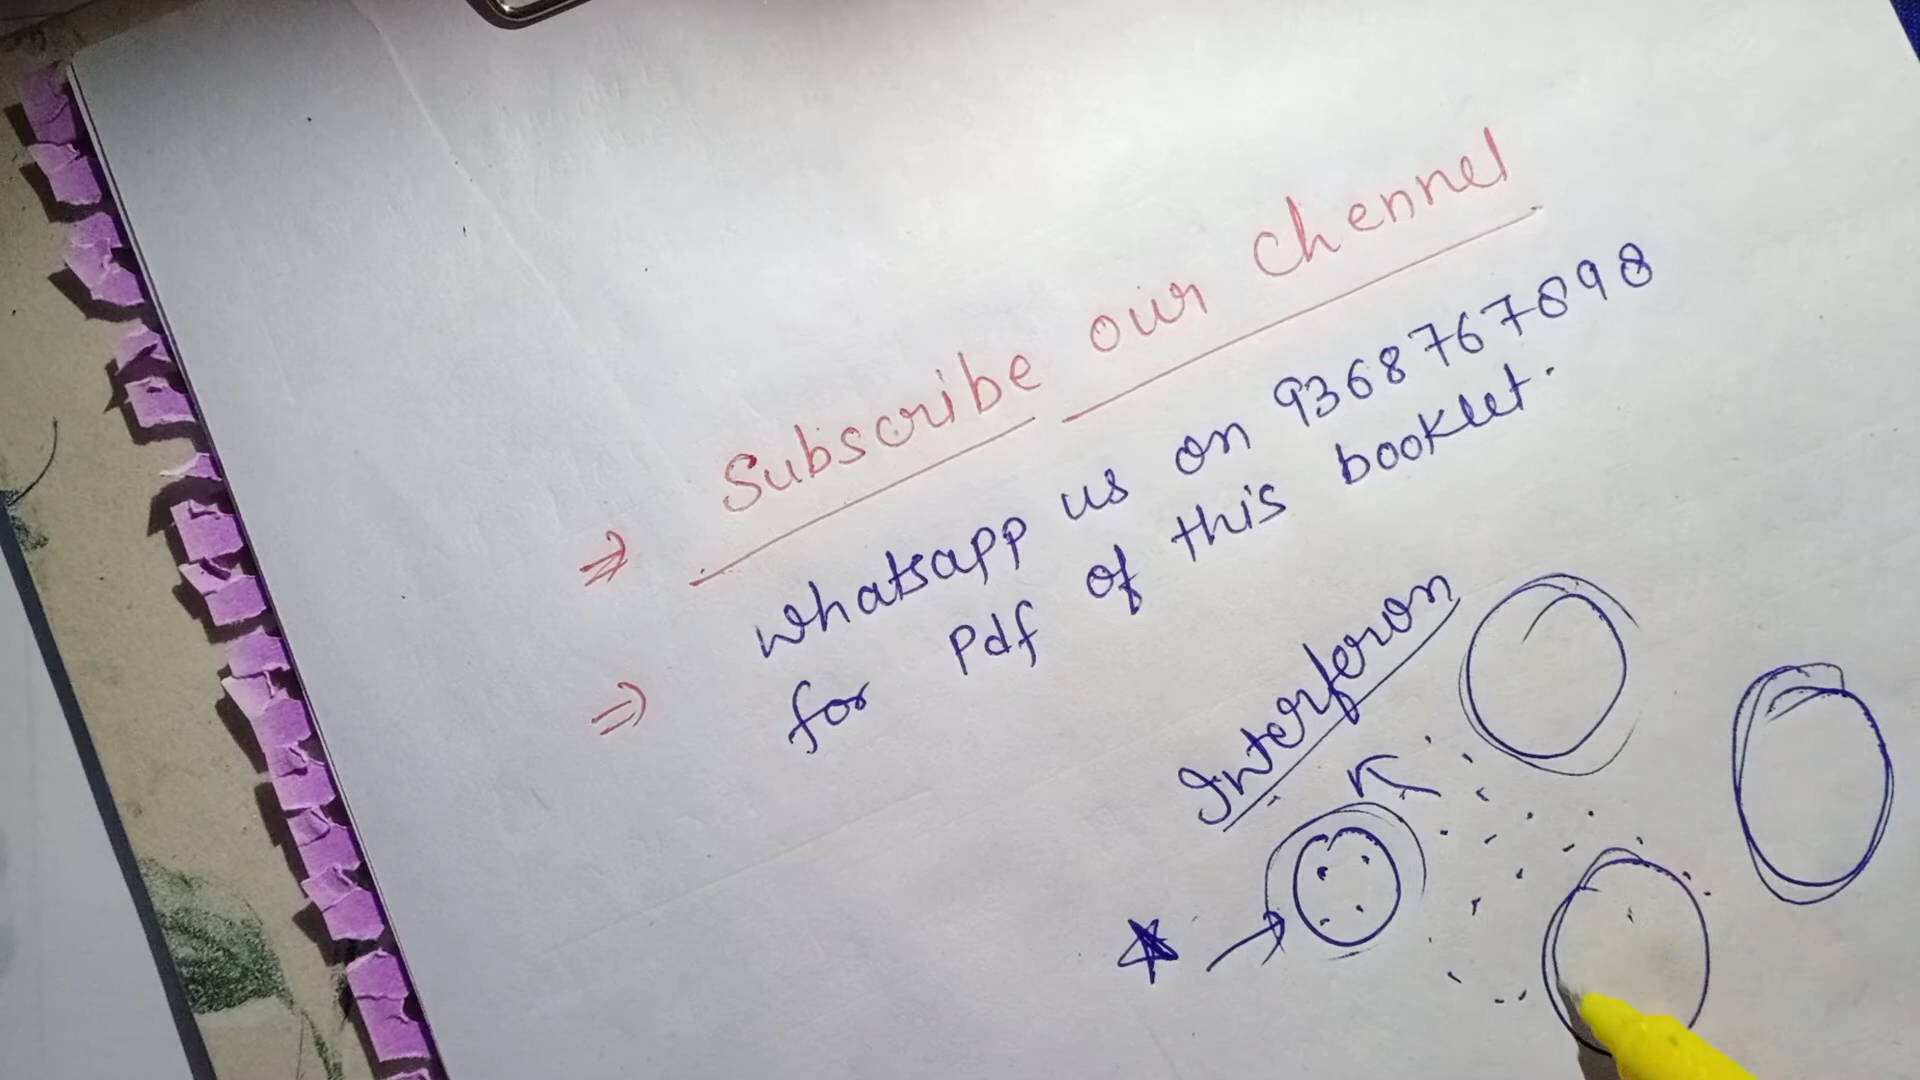 ⇒ Subscribe our Chennel
⇒ Whatsapp us on 9368767898
for Pdf of this booklet.
Interferon